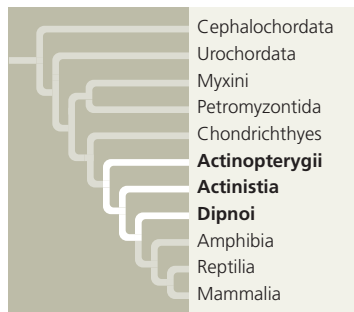 Cephalochordata
Urochordata
Myxini
Petromyzontida
Chondrichthyes
Actinopterygii
Actinistia
Dipnoi
Amphibia
Reptilia
Mammalia